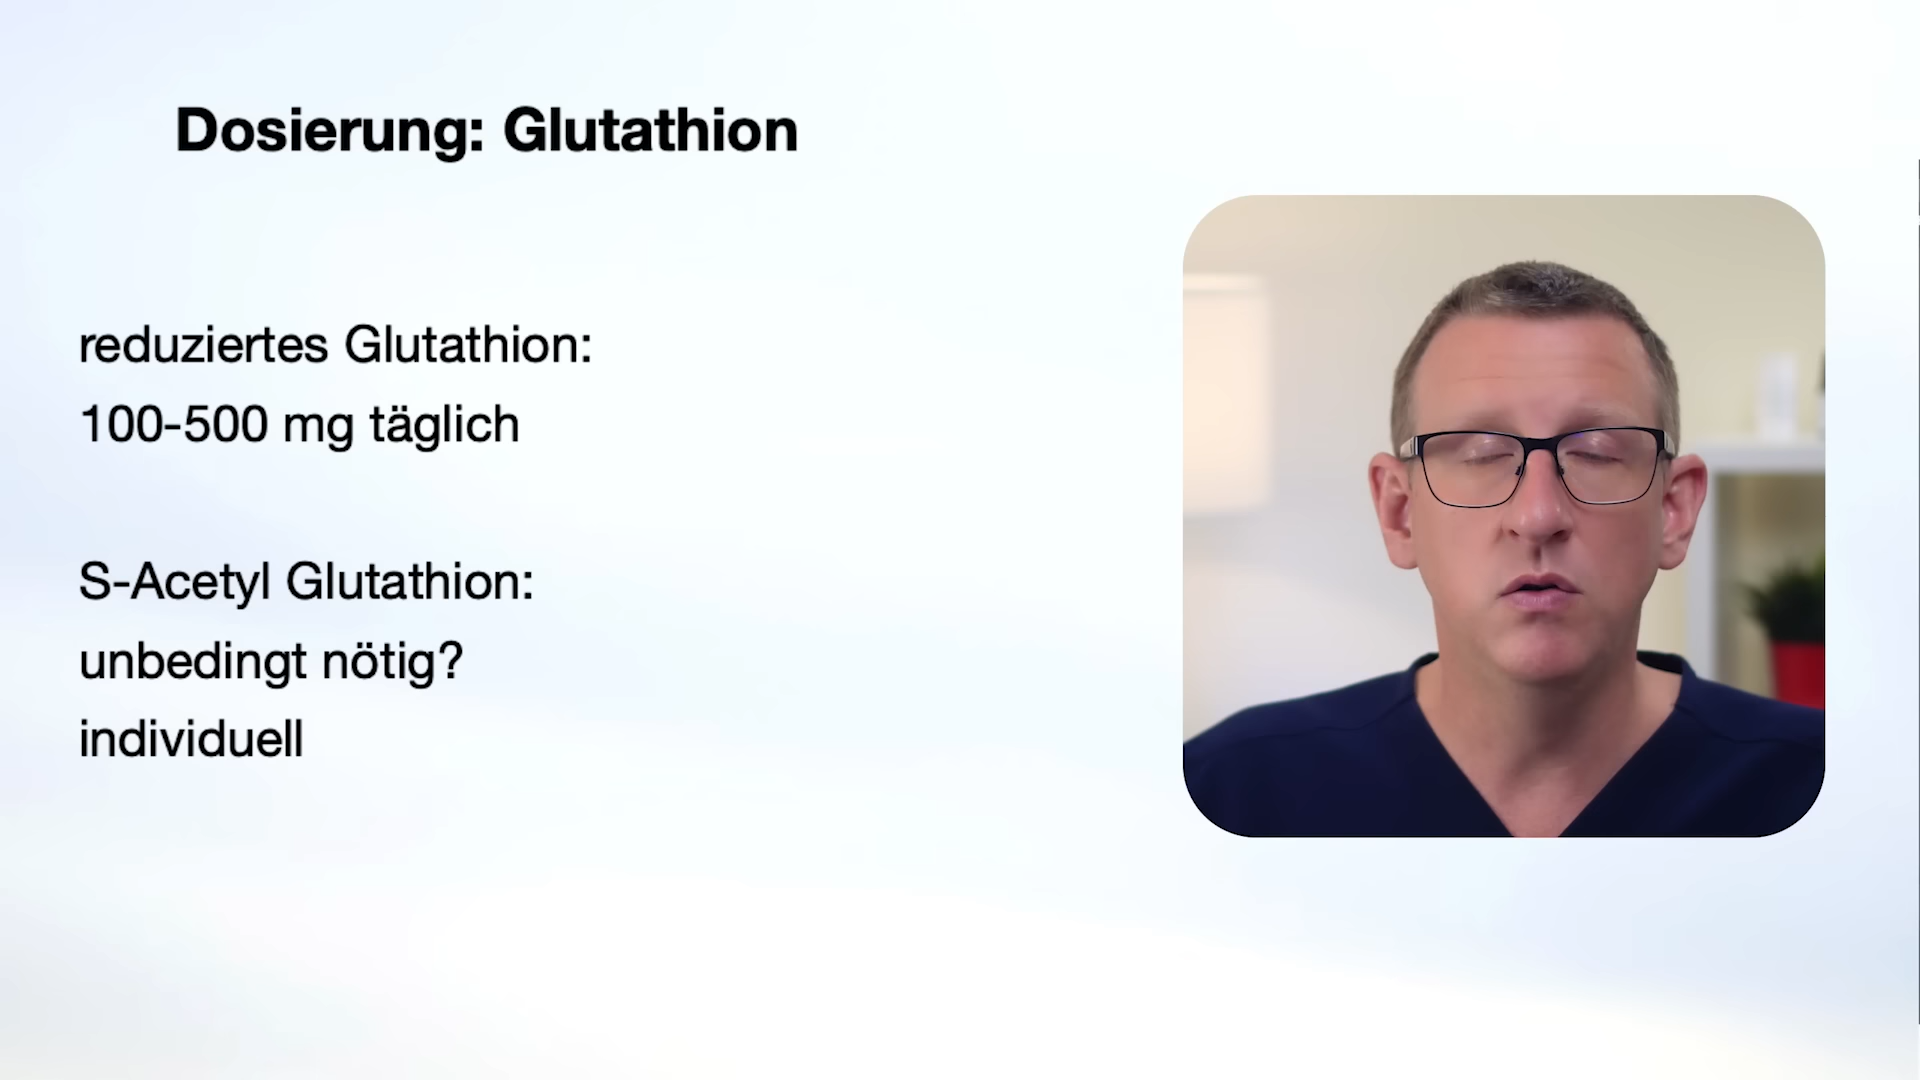 Dosierung: Glutathion
reduziertes Glutathion:
100-500 mg täglich
S-Acetyl Glutathion:
unbedingt nötig?
individuell